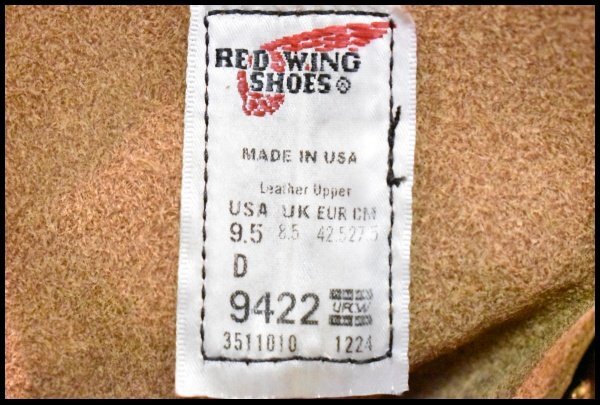 RED WING
SHOES®
MADE IN USA
Leather Upper
USA UK EUR CM
9.5 8.5 42.5 27.5
D
9422 URW
3511010 1224